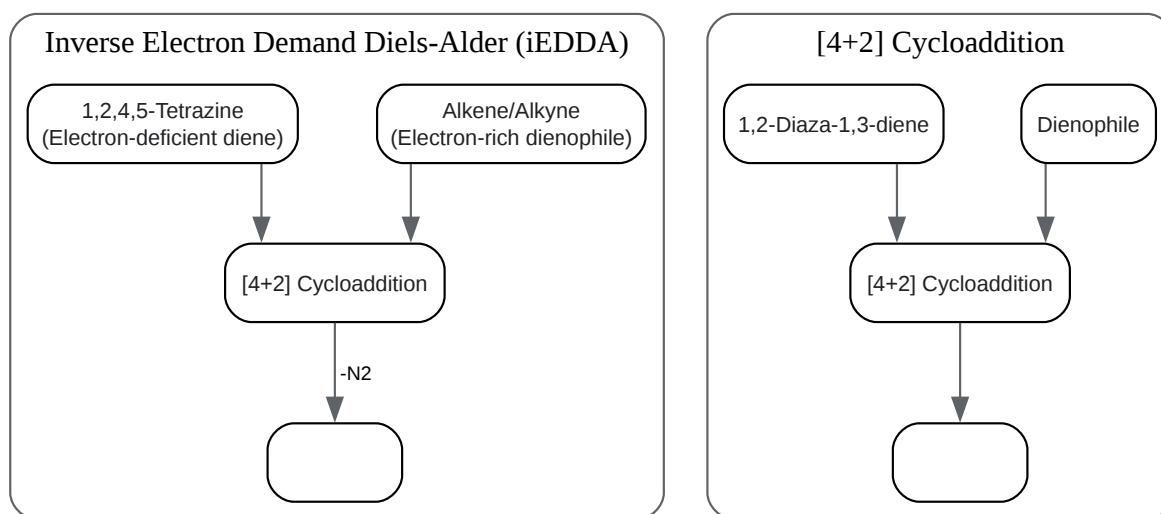 Inverse Electron Demand Diels-Alder (iEDDA)
1,2,4,5-Tetrazine
(Electron-deficient diene)
Alkene/Alkyne
(Electron-rich dienophile)
[4+2] Cycloaddition
-N2
[4+2] Cycloaddition
1,2-Diaza-1,3-diene
Dienophile
[4+2] Cycloaddition